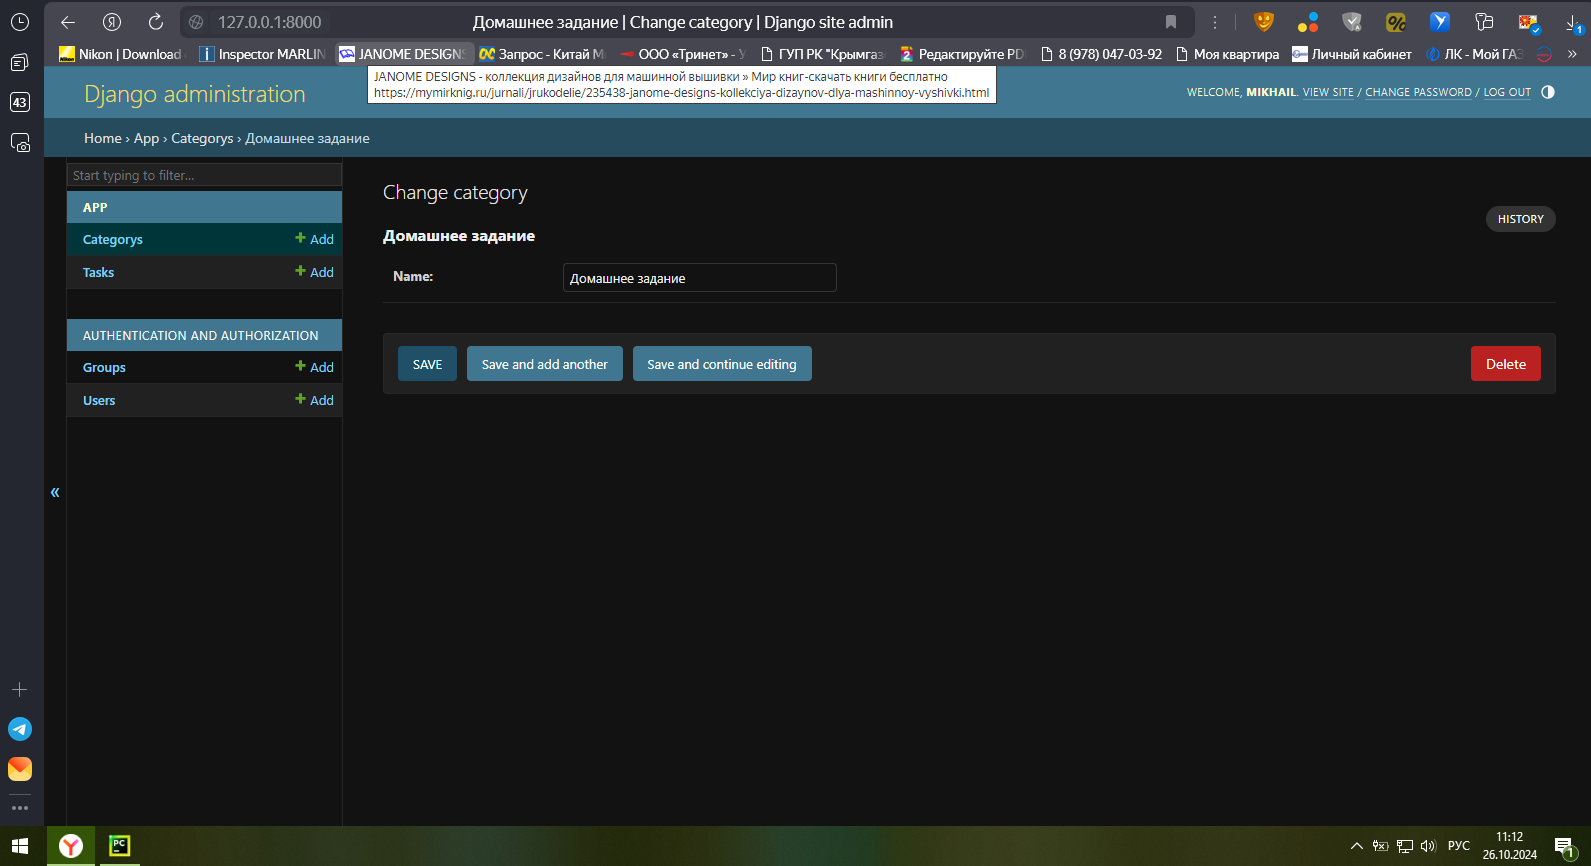 127.0.0.1:8000
Домашнее задание | Change category | Django site admin
1
Nikon | Download
Inspector MARLIN
JANOME DESIGNS
Запрос - Китай М
ООО «Тринет» - У
ГУП РК "Крымгаз
Редактируйте PD
8 (978) 047-03-92
Моя квартира
Личный кабинет
ЛК - Мой ГАЗ
»
JANOME DESIGNS - коллекция дизайнов для машинной вышивки » Мир книг-скачать книги бесплатно
https://mymirknig.ru/jurnali/jrukodelie/235438-janome-designs-kollekciya-dizaynov-dlya-mashinnoy-vyshivki.html
43
Django administration
WELCOME, MIKHAIL. VIEW SITE / CHANGE PASSWORD / LOG OUT
Home › App › Categorys › Домашнее задание
Start typing to filter...
APP
Categorys + Add
Tasks + Add
AUTHENTICATION AND AUTHORIZATION
Groups + Add
Users + Add
«
Change category
HISTORY
Домашнее задание
Name: Домашнее задание
SAVE
Save and add another
Save and continue editing
Delete
PC
РУС
11:12
26.10.2024
1